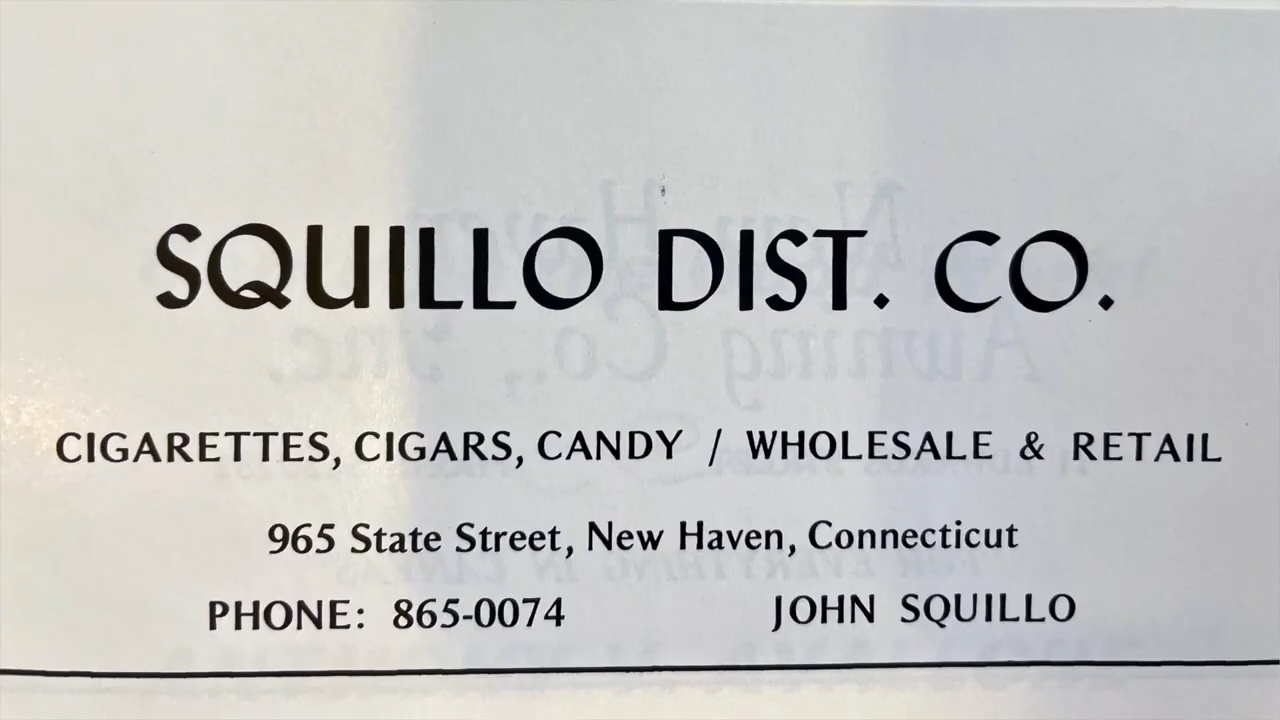 SQUILLO DIST. CO.
CIGARETTES, CIGARS, CANDY / WHOLESALE & RETAIL
965 State Street, New Haven, Connecticut
PHONE: 865-0074 JOHN SQUILLO